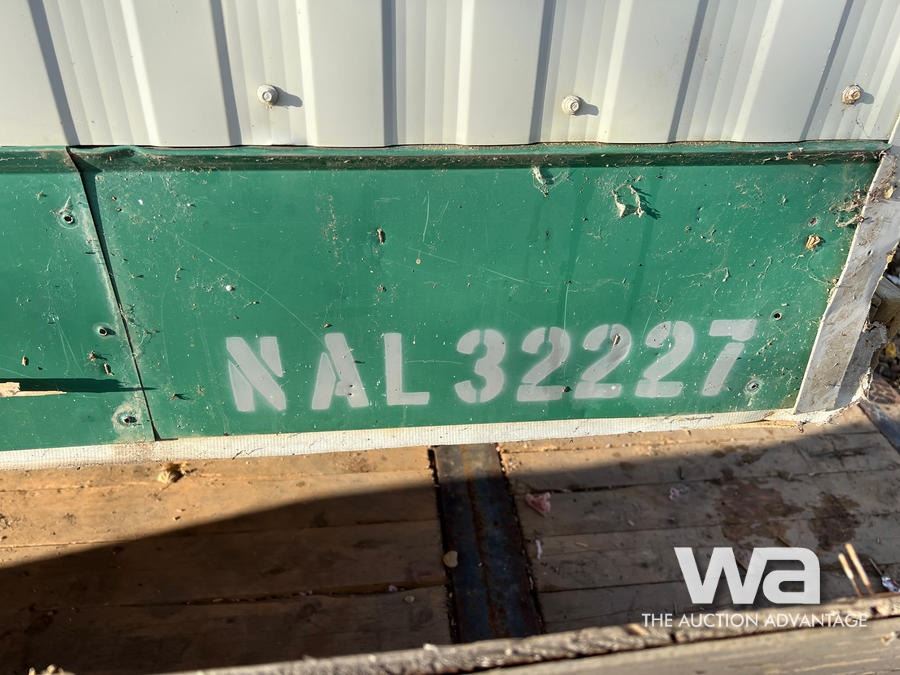 NAL32227
wa
THE AUCTION ADVANTAGE